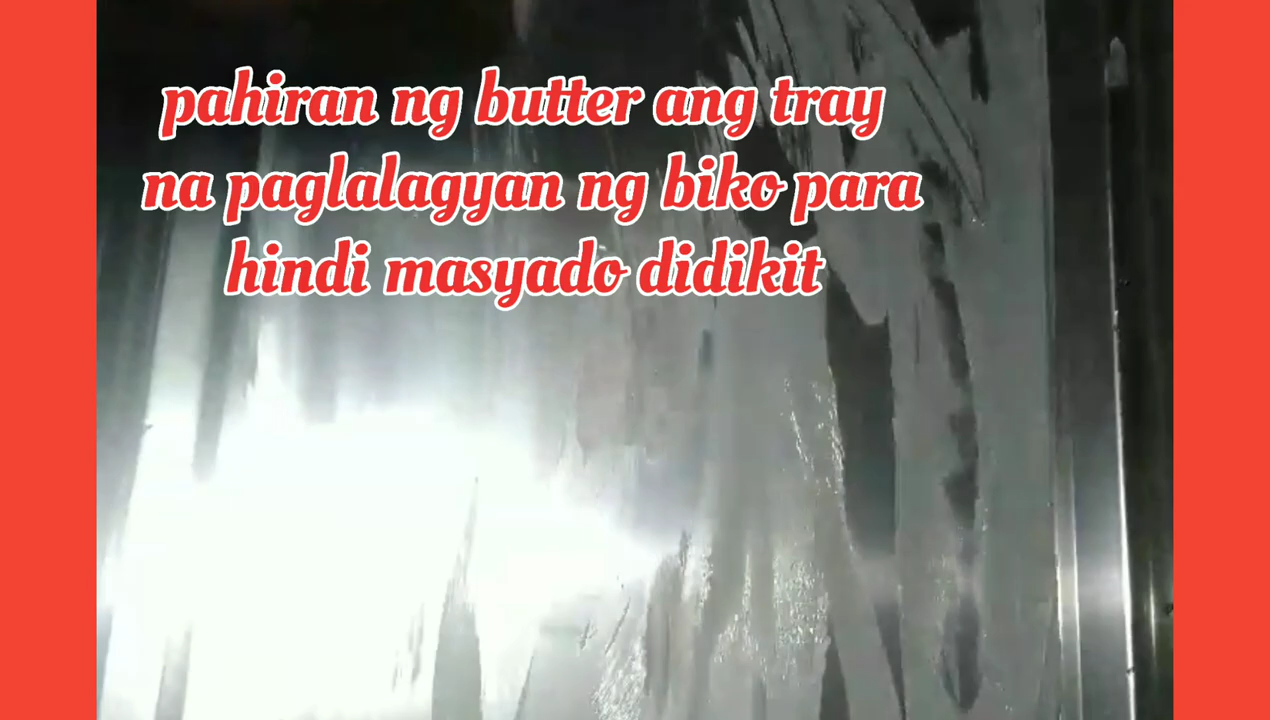 pahiran ng butter ang tray
na paglalagyan ng biko para
hindi masyado didikit